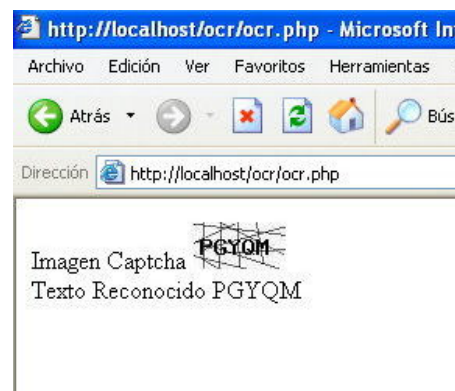 http://localhost/ocr/ocr.php - Microsoft In
Archivo Edición Ver Favoritos Herramientas
Atrás Bús
Dirección http://localhost/ocr/ocr.php
Imagen Captcha PGYQM
Texto Reconocido PGYQM